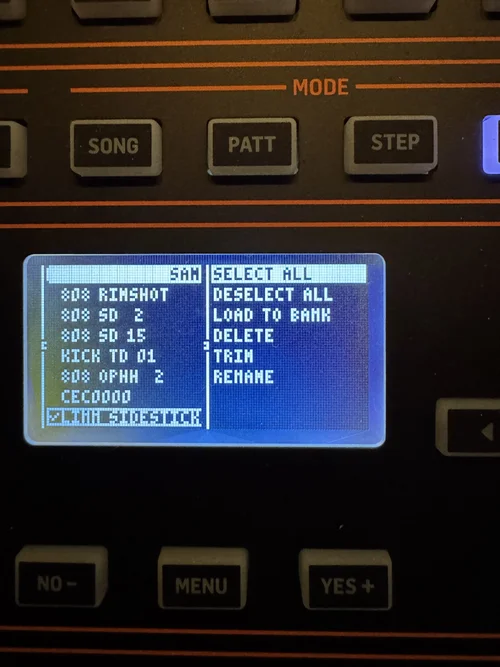 MODE
SONG PATT STEP
SAM SELECT ALL
808 RIMSHOT DESELECT ALL
808 SD 2 LOAD TO BANK
808 SD 15 DELETE
KICK TD 01 TRIM
808 OPHH 2 RENAME
CEC0000
LINN SIDESTICK
NO - MENU YES +